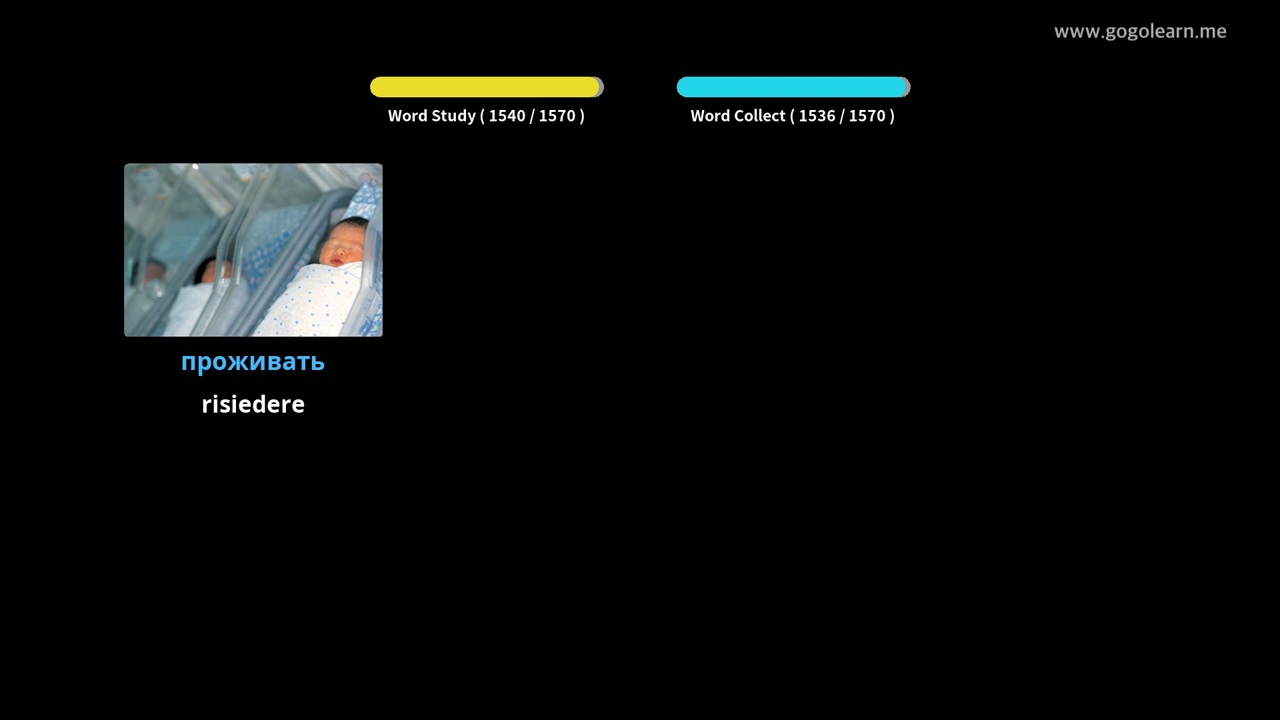 www.gogolearn.me
Word Study ( 1540 / 1570 )
Word Collect ( 1536 / 1570 )
проживать
risiedere